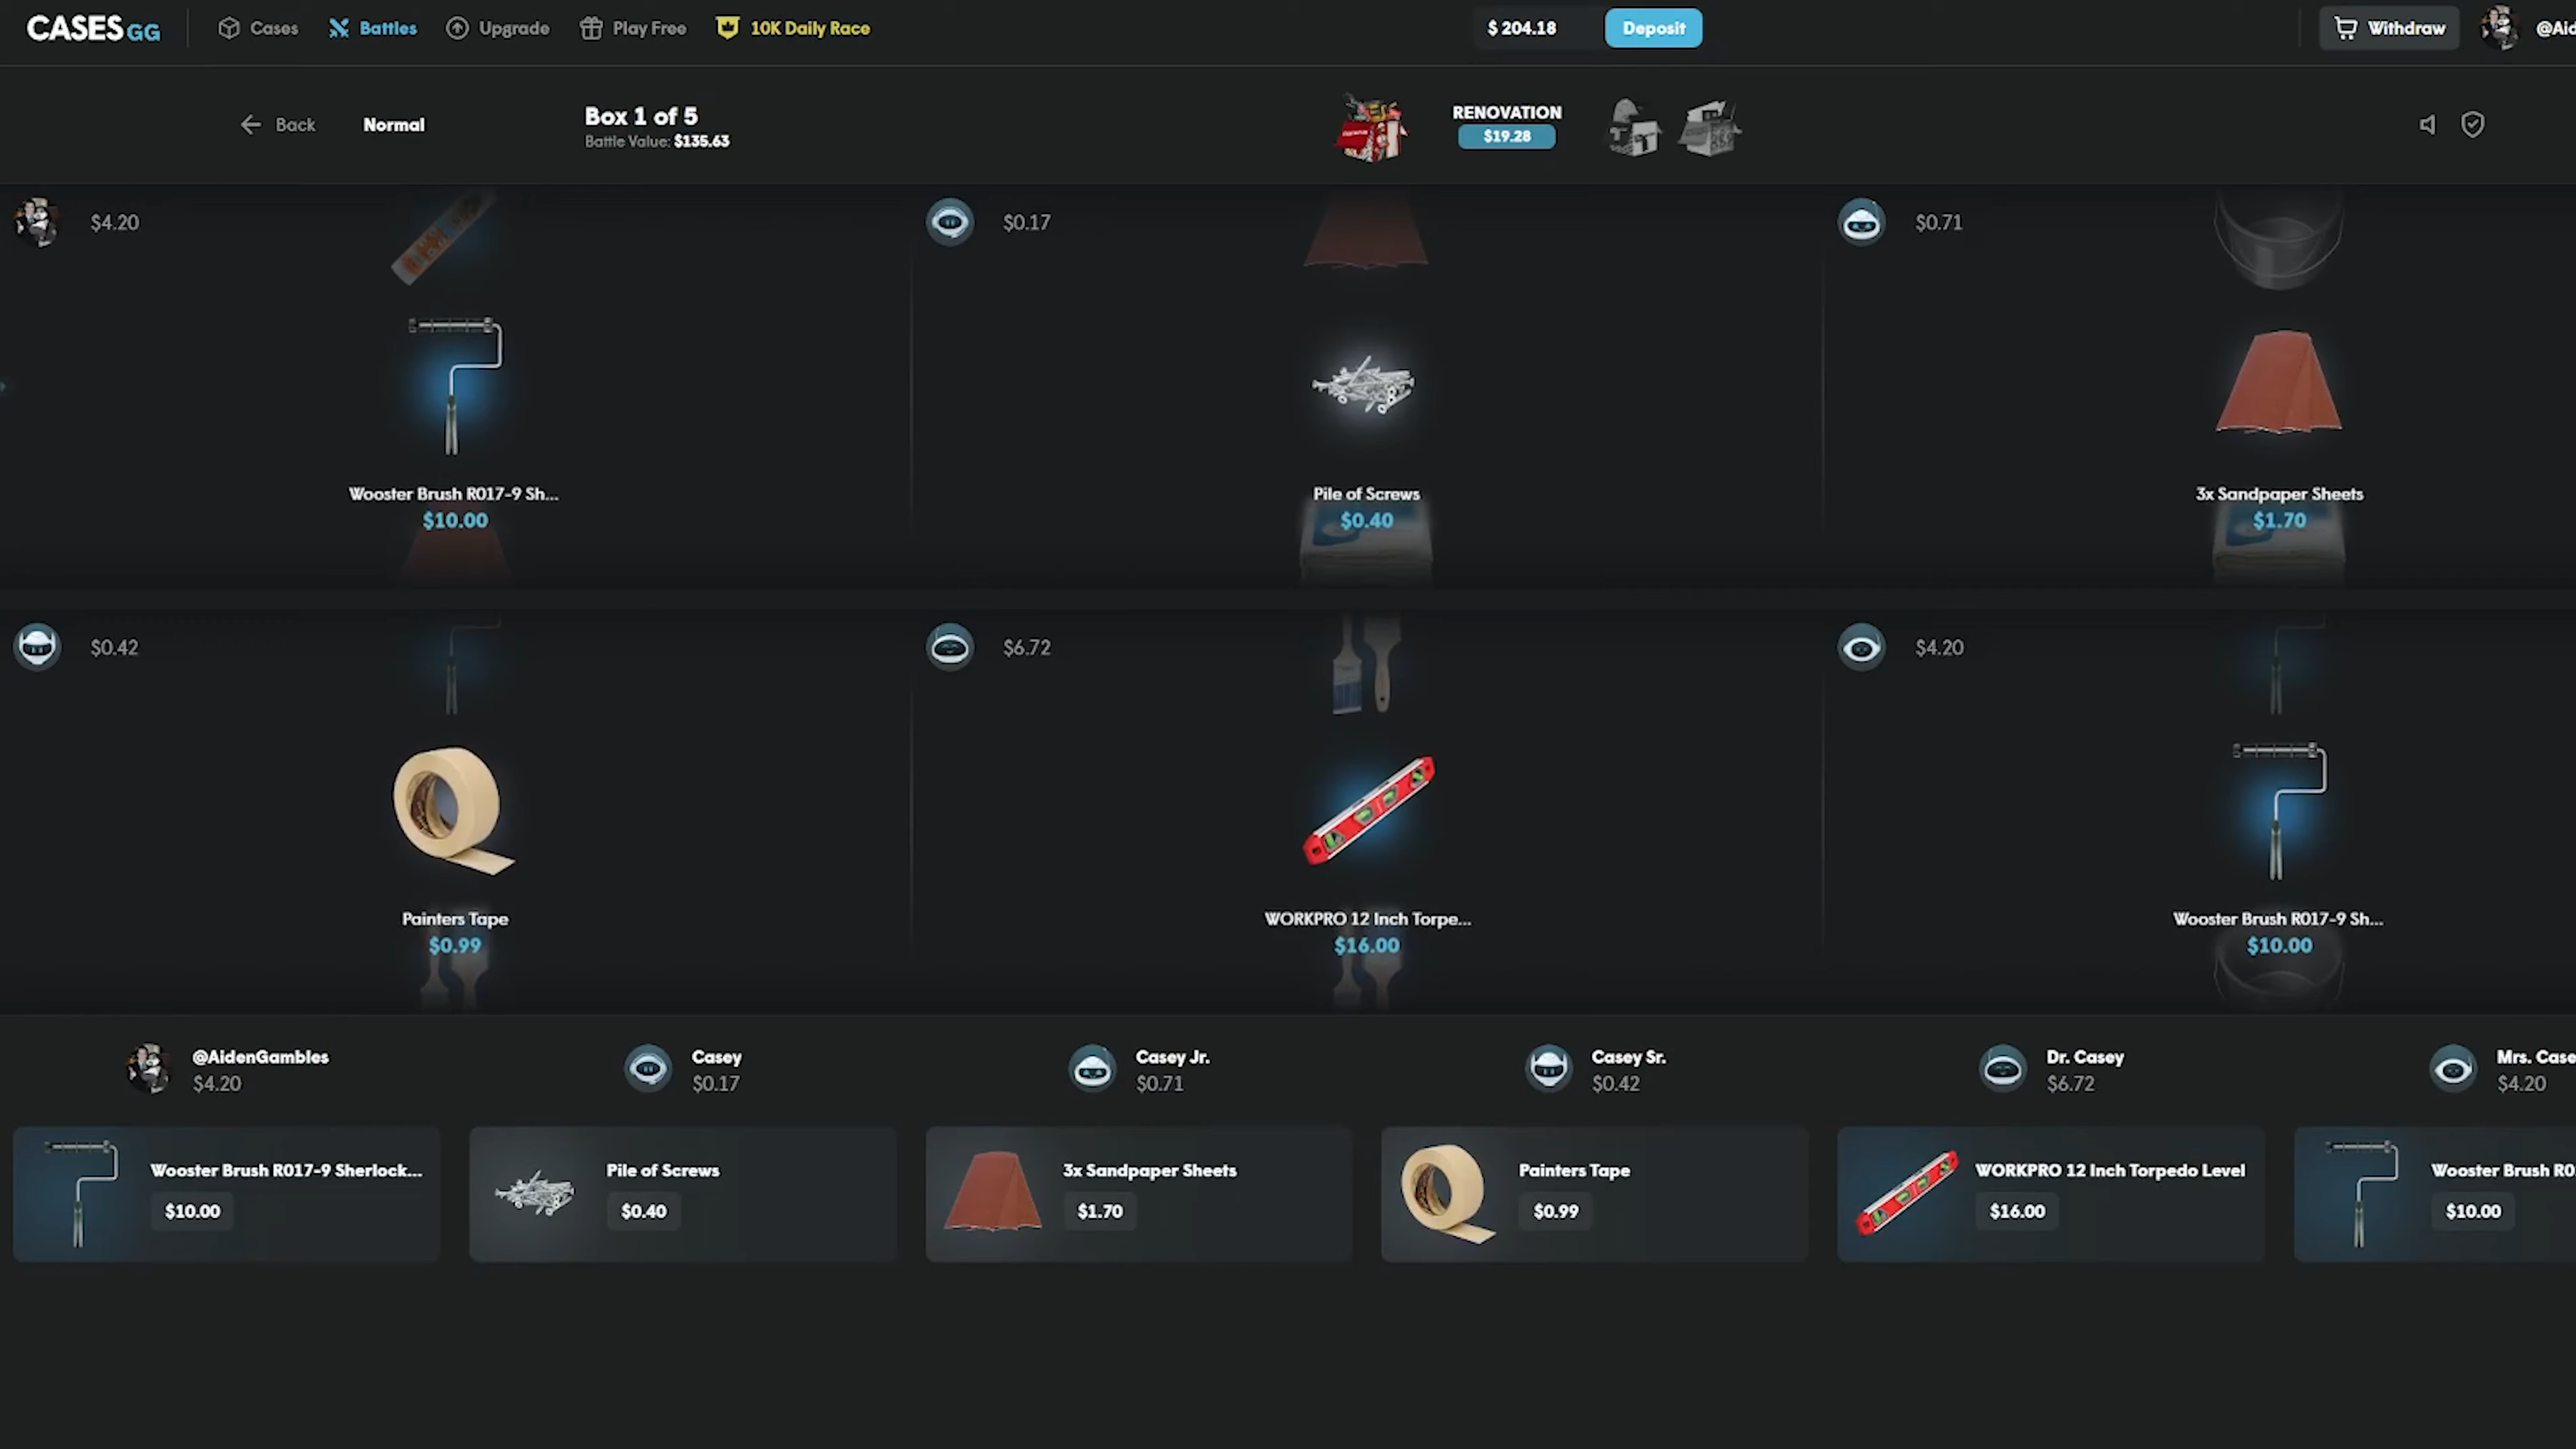 CASES GG
Cases
Battles
Upgrade
Play Free
10K Daily Race
$ 204.18
Deposit
Withdraw
@Aid
Back
Normal
Box 1 of 5
Battle Value: $135.63
RENOVATION
$19.28
$4.20
Wooster Brush R017-9 Sh...
$10.00
$0.17
Pile of Screws
$0.40
$0.71
3x Sandpaper Sheets
$1.70
$0.42
Painters Tape
$0.99
$6.72
WORKPRO 12 Inch Torpe...
$16.00
$4.20
Wooster Brush R017-9 Sh...
$10.00
@AidenGambles
$4.20
Wooster Brush R017-9 Sherlock...
$10.00
Casey
$0.17
Pile of Screws
$0.40
Casey Jr.
$0.71
3x Sandpaper Sheets
$1.70
Casey Sr.
$0.42
Painters Tape
$0.99
Dr. Casey
$6.72
WORKPRO 12 Inch Torpedo Level
$16.00
Mrs. Case
$4.20
Wooster Brush R0
$10.00